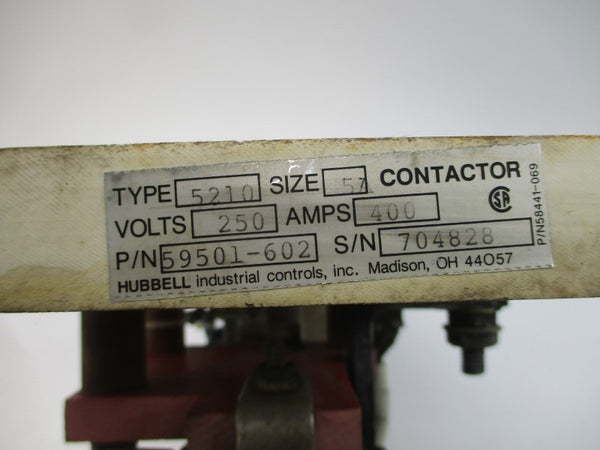 TYPE 5210 SIZE 5A CONTACTOR
VOLTS 250 AMPS 400
P/N 59501-602 S/N 704828
HUBBELL industrial controls, inc. Madison, OH 44057
SA
P/N58441-069